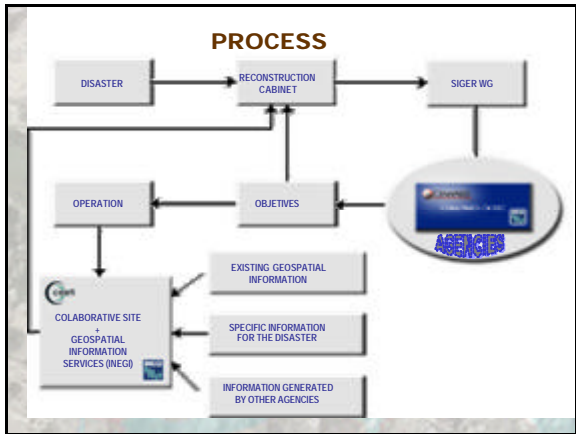 PROCESS
DISASTER
RECONSTRUCTION
CABINET
SIGER WG
OPERATION
OBJETIVES
AGENCIES
EXISTING GEOSPATIAL
INFORMATION
COLABORATIVE SITE
+
GEOSPATIAL
INFORMATION
SERVICES (INEGI)
SPECIFIC INFORMATION
FOR THE DISASTER
INFORMATION GENERATED
BY OTHER AGENCIES